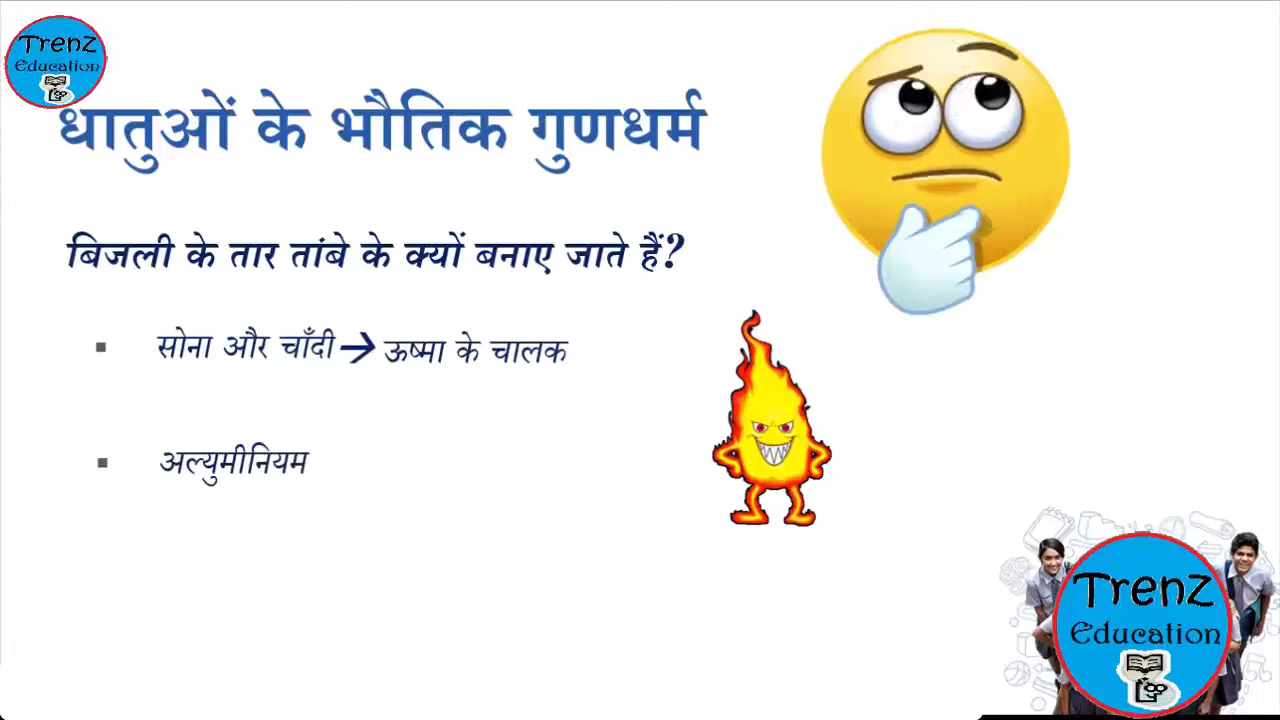 Trenz
Education
धातुओं के भौतिक गुणधर्म
बिजली के तार तांबे के क्यों बनाए जाते हैं?
▪ सोना और चाँदी → ऊष्मा के चालक
▪ अल्युमीनियम
Trenz
Education